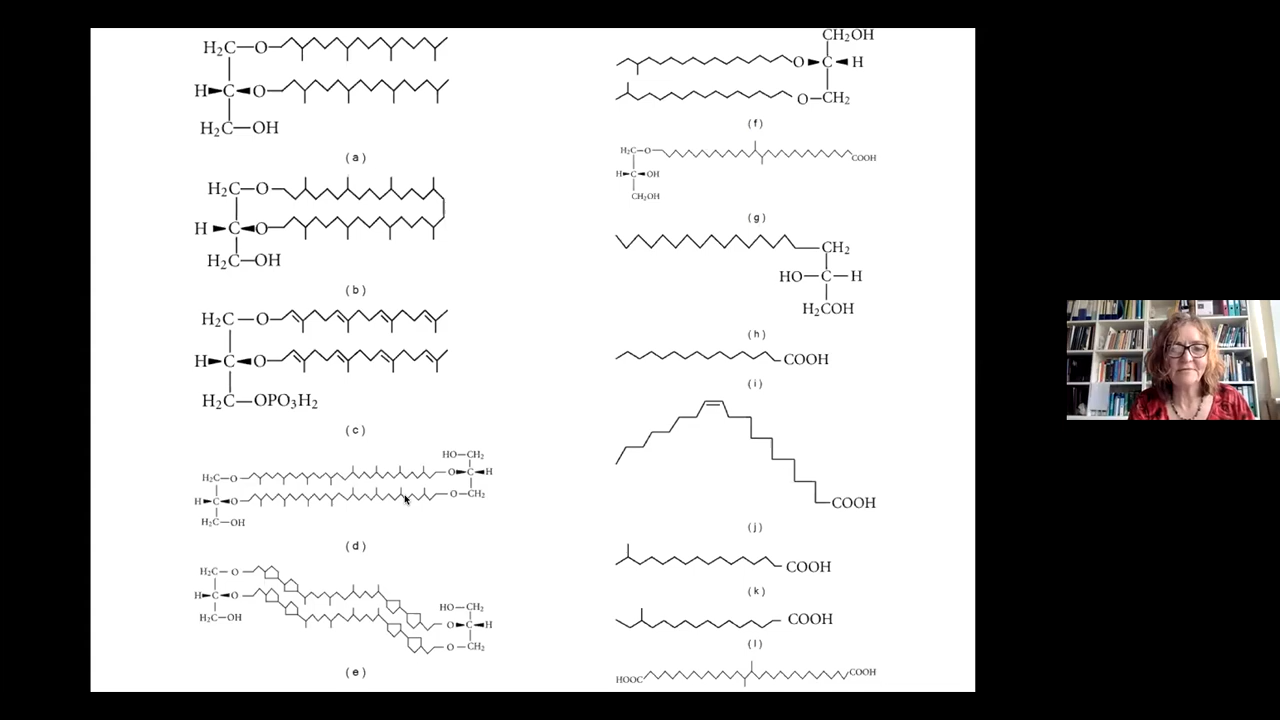 H₂C—O
H C O
H₂C—OH
(a)
H₂C—O
H C O
H₂C—OH
(b)
H₂C—O
H C O
H₂C—OPO₃H₂
(c)
HO—CH₂
H₂C—O O C H
H C O O—CH₂
H₂C—OH
(d)
H₂C—O
H C O HO—CH₂
H₂C—OH O C H
O—CH₂
(e)
CH₂OH
O C H
O—CH₂
(f)
H₂C—O COOH
H C OH
CH₂OH
(g)
CH₂
HO—C—H
H₂COH
(h)
COOH
(i)
COOH
(j)
COOH
(k)
COOH
(l)
HOOC COOH